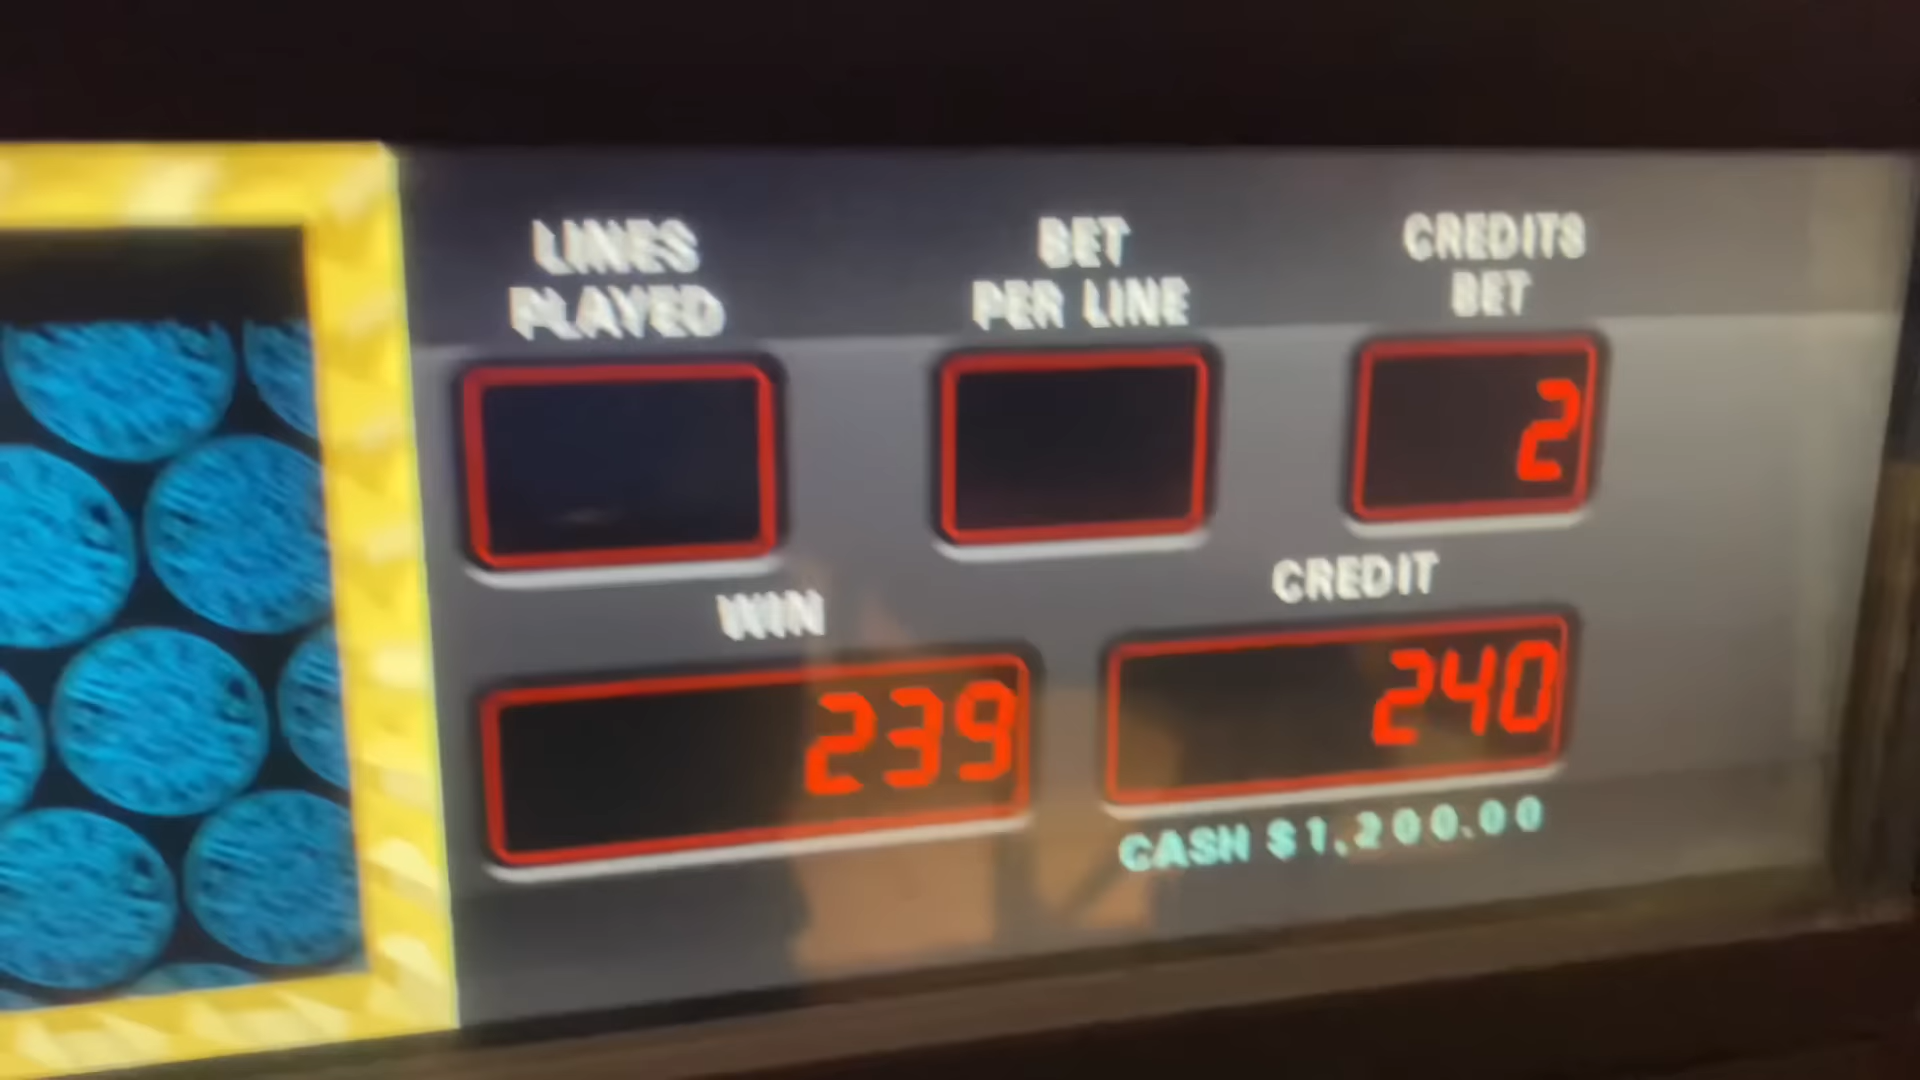 LINES
PLAYED
BET
PER LINE
CREDITS
BET
2
WIN
239
CREDIT
240
CASH $1,200.00